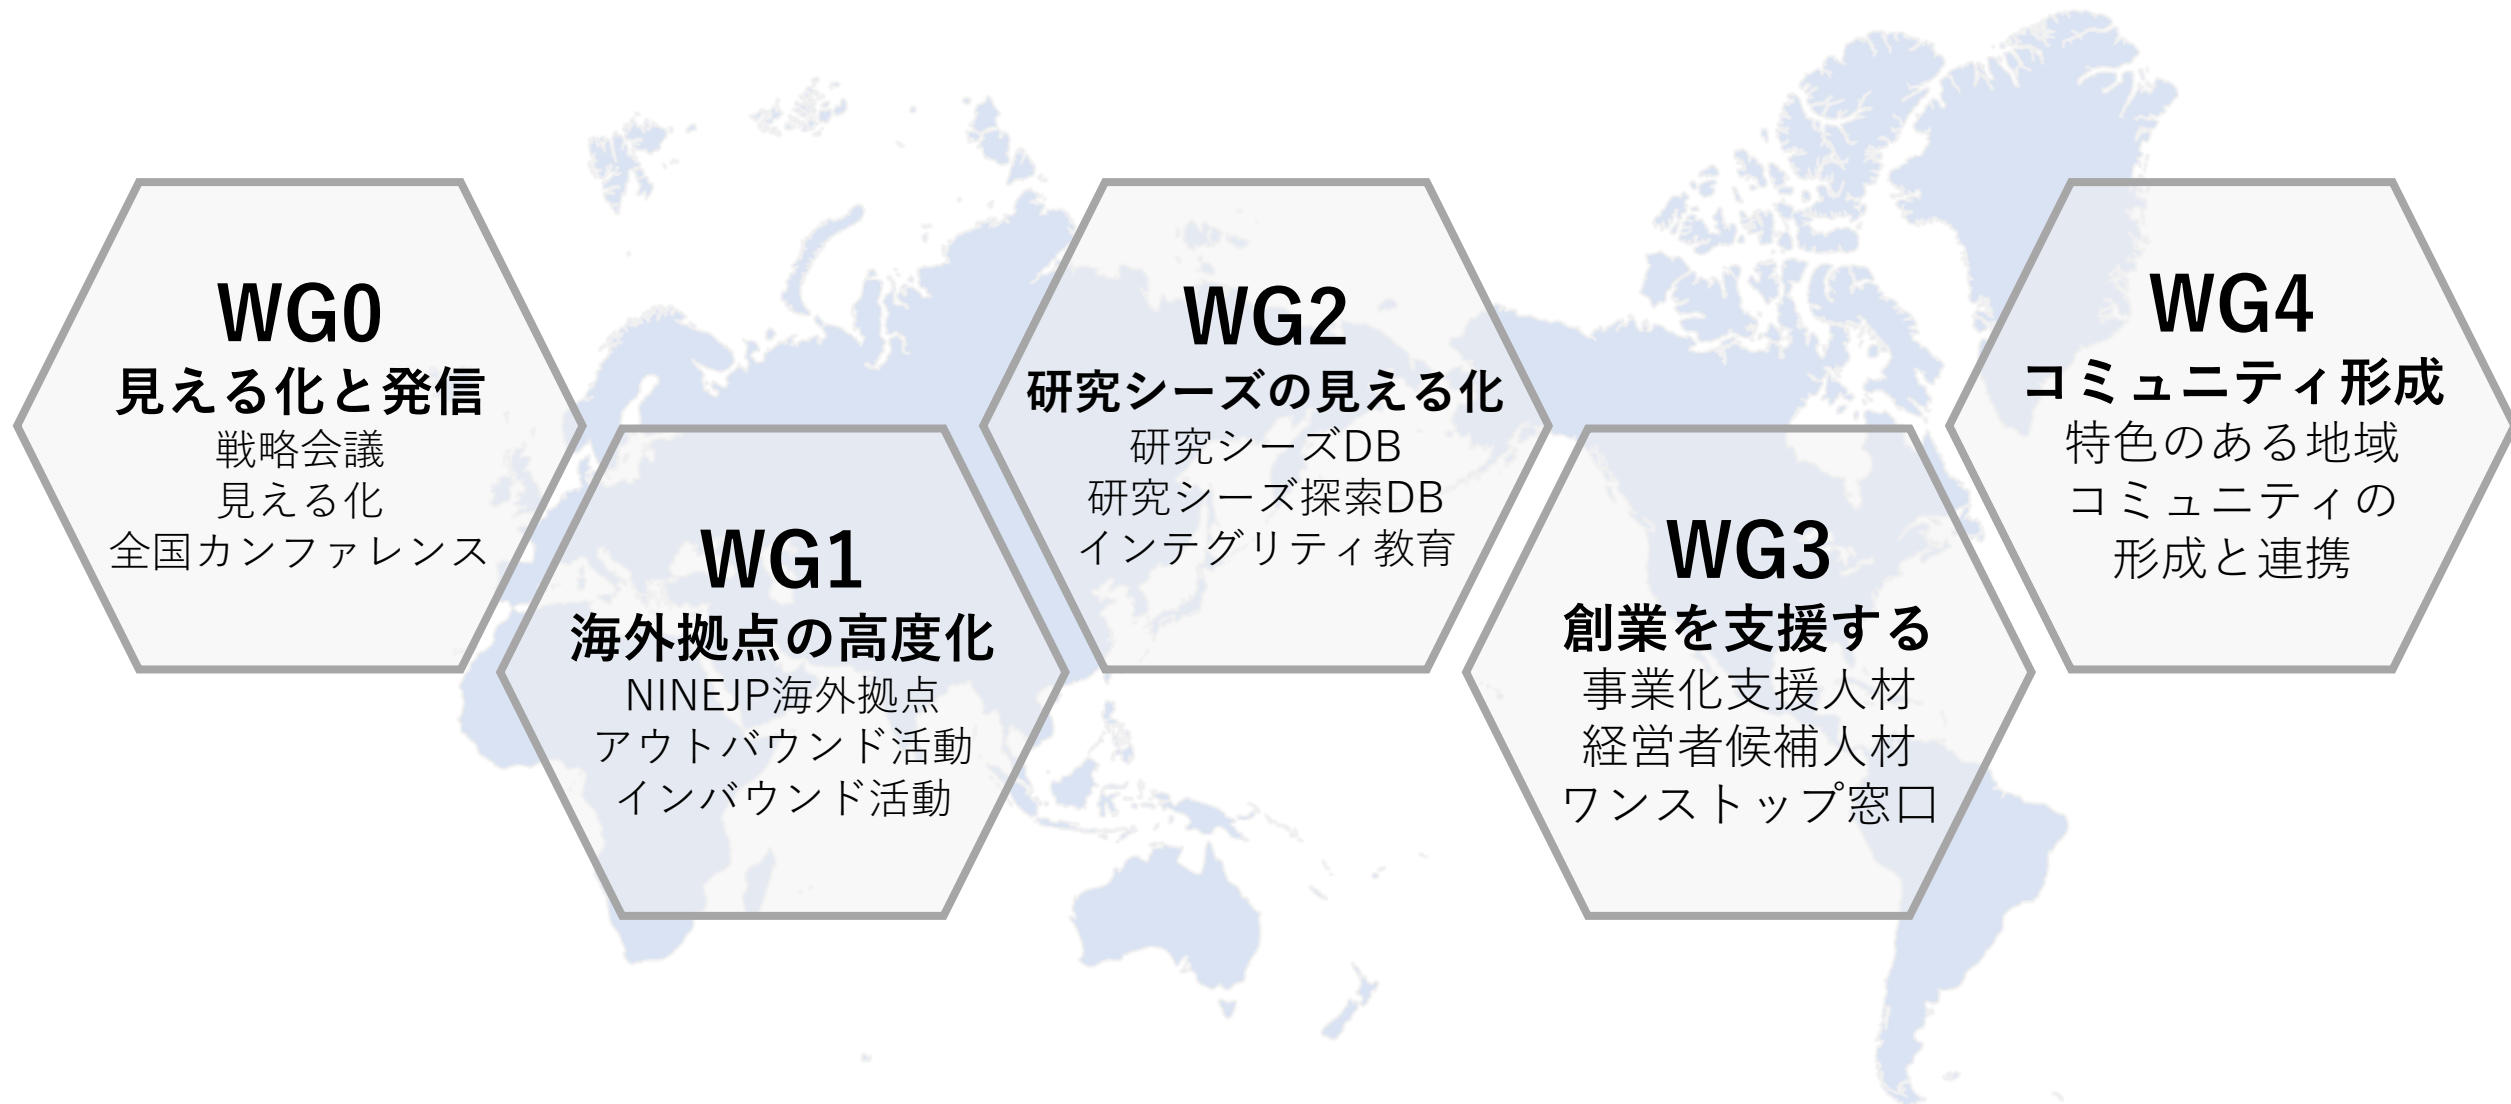 WG0
見える化と発信
戦略会議
見える化
全国カンファレンス
WG1
海外拠点の高度化
NINEJP海外拠点
アウトバウンド活動
インバウンド活動
WG2
研究シーズの見える化
研究シーズDB
研究シーズ探索DB
インテグリティ教育
WG3
創業を支援する
事業化支援人材
経営者候補人材
ワンストップ窓口
WG4
コミュニティ形成
特色のある地域
コミュニティの
形成と連携